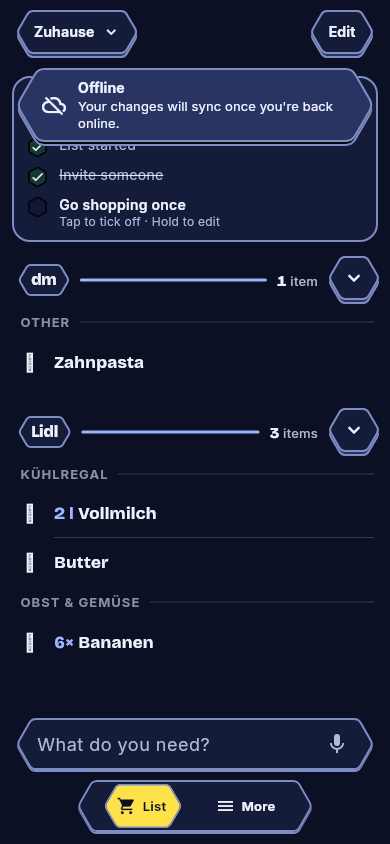 Zuhause
Edit
Offline
Your changes will sync once you're back
online.
List started
Invite someone
Go shopping once
Tap to tick off · Hold to edit
dm
1 item
OTHER
Zahnpasta
Lidl
3 items
KÜHLREGAL
2 l Vollmilch
Butter
OBST & GEMÜSE
6× Bananen
What do you need?
List
More